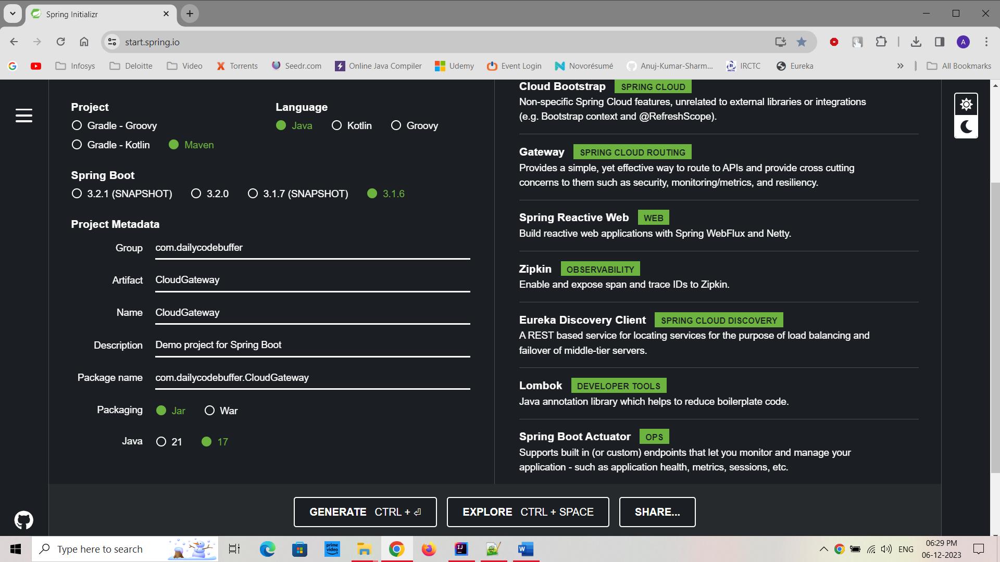 Spring Initializr
start.spring.io
A
Infosys
Deloitte
Video
Torrents
Seedr.com
Online Java Compiler
Udemy
Event Login
Novorésumé
Anuj-Kumar-Sharm...
IRCTC
Eureka
All Bookmarks
Project
Gradle - Groovy
Gradle - Kotlin
Maven
Language
Java
Kotlin
Groovy
Spring Boot
3.2.1 (SNAPSHOT)
3.2.0
3.1.7 (SNAPSHOT)
3.1.6
Project Metadata
Group com.dailycodebuffer
Artifact CloudGateway
Name CloudGateway
Description Demo project for Spring Boot
Package name com.dailycodebuffer.CloudGateway
Packaging Jar War
Java 21 17
Cloud Bootstrap SPRING CLOUD
Non-specific Spring Cloud features, unrelated to external libraries or integrations
(e.g. Bootstrap context and @RefreshScope).
Gateway SPRING CLOUD ROUTING
Provides a simple, yet effective way to route to APIs and provide cross cutting
concerns to them such as security, monitoring/metrics, and resiliency.
Spring Reactive Web WEB
Build reactive web applications with Spring WebFlux and Netty.
Zipkin OBSERVABILITY
Enable and expose span and trace IDs to Zipkin.
Eureka Discovery Client SPRING CLOUD DISCOVERY
A REST based service for locating services for the purpose of load balancing and
failover of middle-tier servers.
Lombok DEVELOPER TOOLS
Java annotation library which helps to reduce boilerplate code.
Spring Boot Actuator OPS
Supports built in (or custom) endpoints that let you monitor and manage your
application - such as application health, metrics, sessions, etc.
GENERATE CTRL + ⏎
EXPLORE CTRL + SPACE
SHARE...
Type here to search
prime video
IJ
W
ENG
06:29 PM
06-12-2023